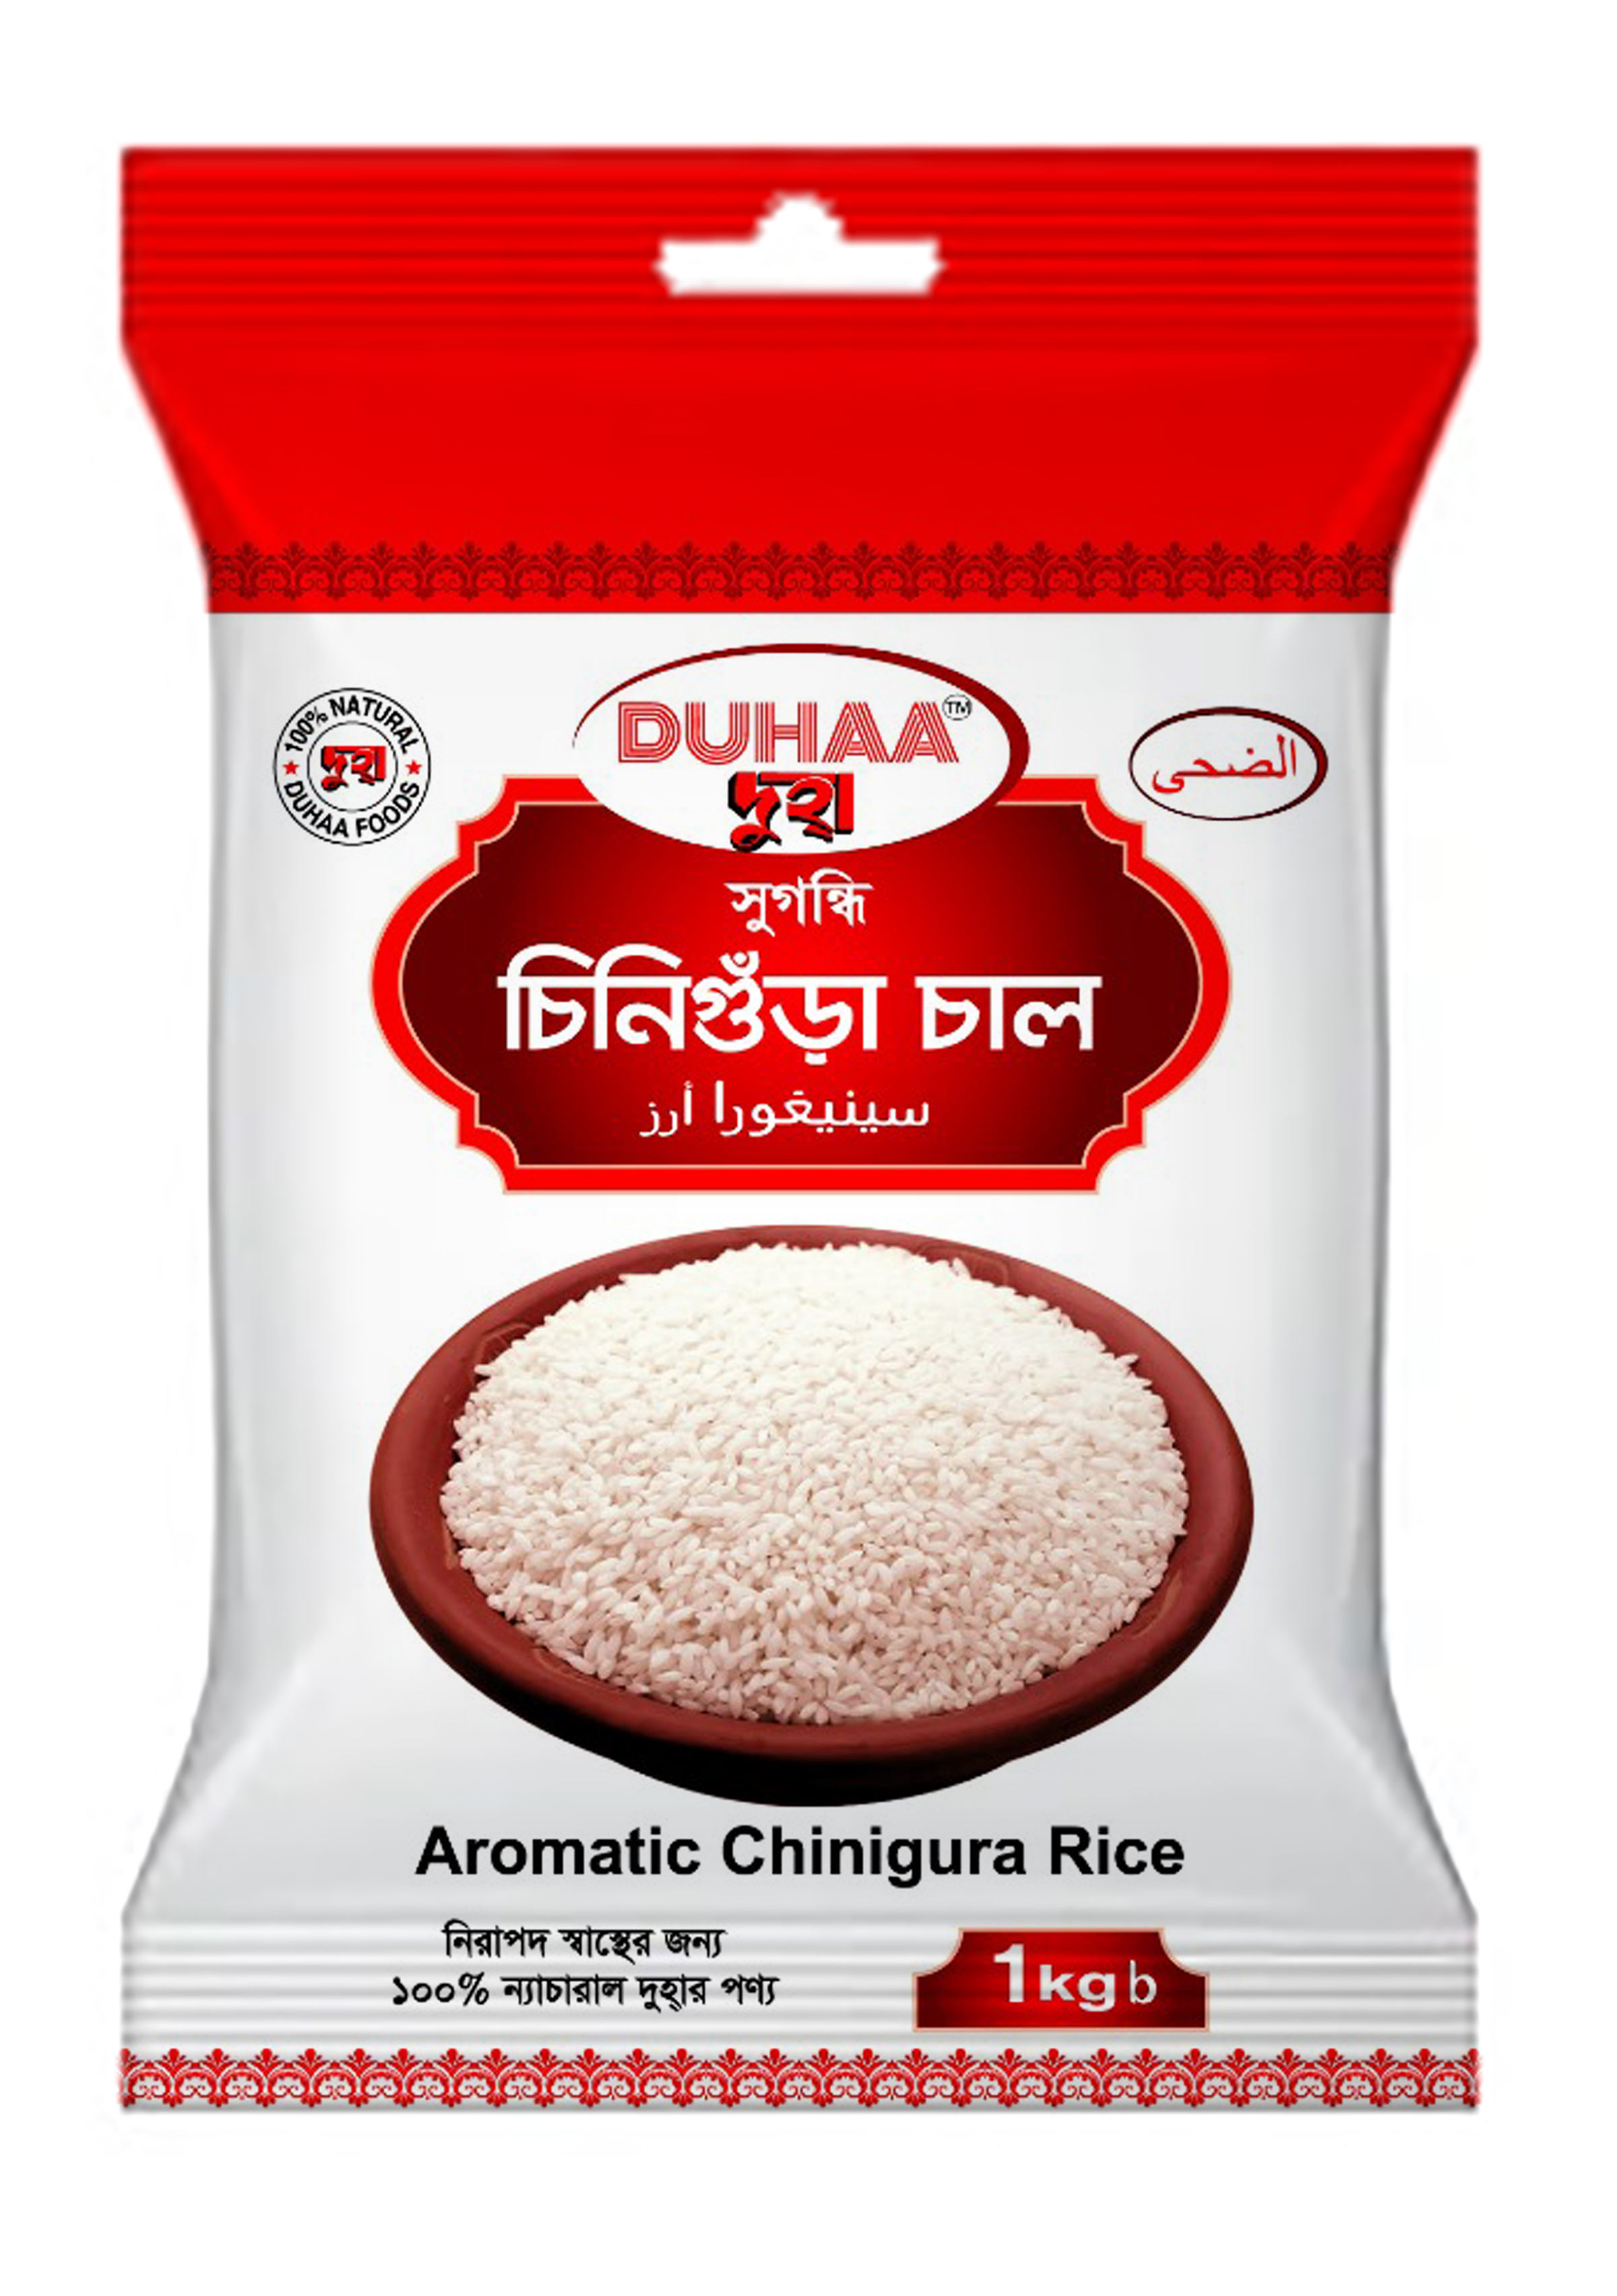 DUHAA™
দুহা
100% NATURAL
দুহা
DUHAA FOODS
الضحى
সুগন্ধি
চিনিগুঁড়া চাল
سينيغورا أرز
Aromatic Chinigura Rice
নিরাপদ স্বাস্থের জন্য
১০০% ন্যাচারাল দুহার পণ্য
1kg b